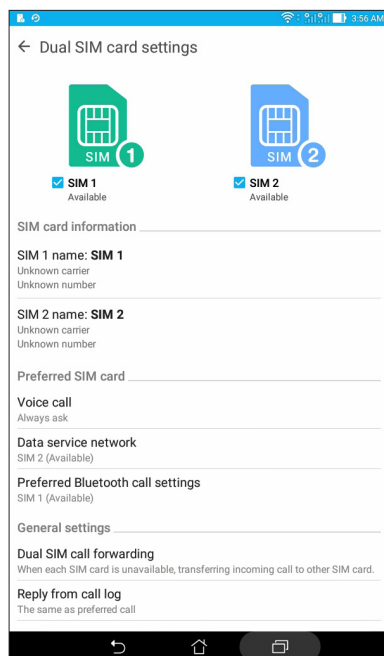 3:56 AM
Dual SIM card settings
SIM 1
SIM 2
SIM 1
Available
SIM 2
Available
SIM card information
SIM 1 name: SIM 1
Unknown carrier
Unknown number
SIM 2 name: SIM 2
Unknown carrier
Unknown number
Preferred SIM card
Voice call
Always ask
Data service network
SIM 2 (Available)
Preferred Bluetooth call settings
SIM 1 (Available)
General settings
Dual SIM call forwarding
When each SIM card is unavailable, transferring incoming call to other SIM card.
Reply from call log
The same as preferred call